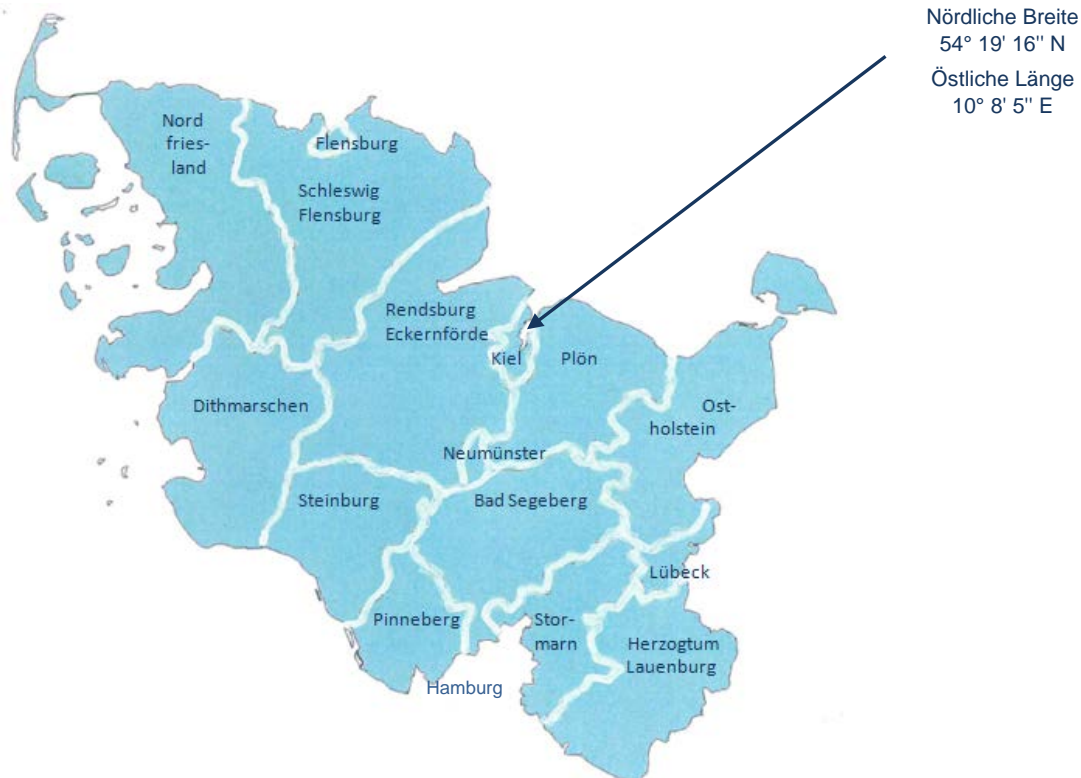 Nördliche Breite
54° 19' 16" N
Östliche Länge
10° 8' 5" E
Nord
fries-
land
Flensburg
Schleswig
Flensburg
Rendsburg
Eckernförde
Kiel
Plön
Dithmarschen
Ost-
holstein
Neumünster
Steinburg
Bad Segeberg
Lübeck
Pinneberg
Stor-
marn
Herzogtum
Lauenburg
Hamburg